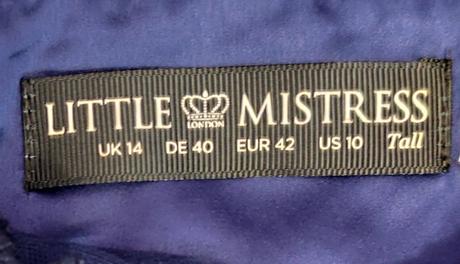 LITTLE LONDON MISTRESS
UK 14 DE 40 EUR 42 US 10 Tall